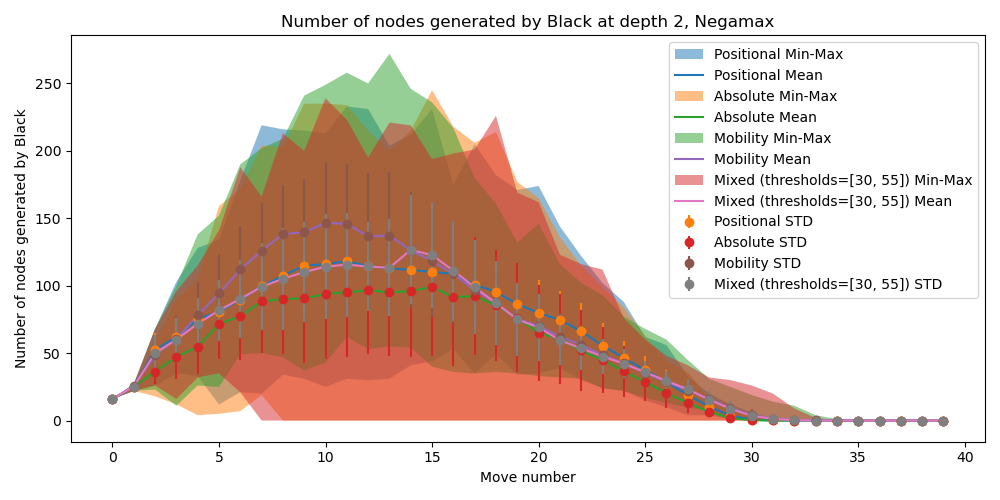 Number of nodes generated by Black at depth 2, Negamax
Number of nodes generated by Black
250
200
150
100
50
0
Positional Min-Max
Positional Mean
Absolute Min-Max
Absolute Mean
Mobility Min-Max
Mobility Mean
Mixed (thresholds=[30, 55]) Min-Max
Mixed (thresholds=[30, 55]) Mean
Positional STD
Absolute STD
Mobility STD
Mixed (thresholds=[30, 55]) STD
0 5 10 15 20 25 30 35 40
Move number